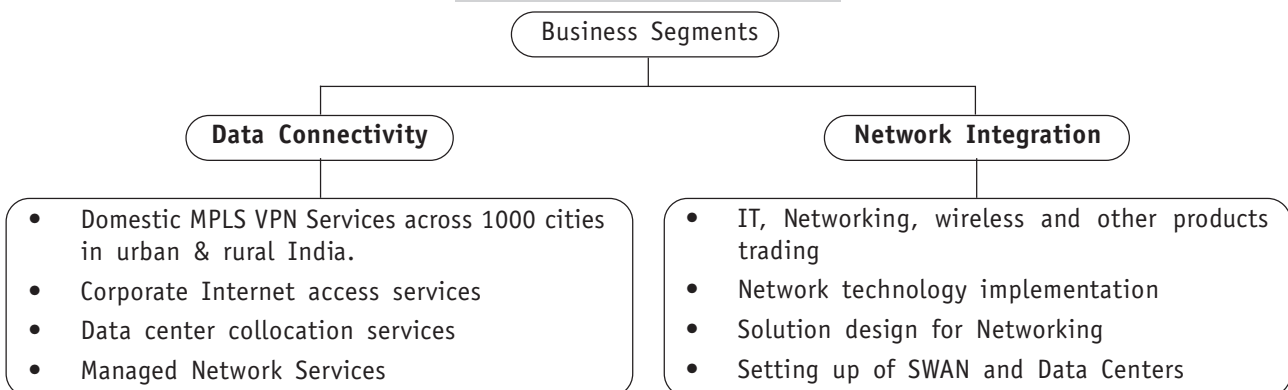 Business Segments
Data Connectivity
• Domestic MPLS VPN Services across 1000 cities
in urban & rural India.
• Corporate Internet access services
• Data center collocation services
• Managed Network Services
Network Integration
• IT, Networking, wireless and other products
trading
• Network technology implementation
• Solution design for Networking
• Setting up of SWAN and Data Centers